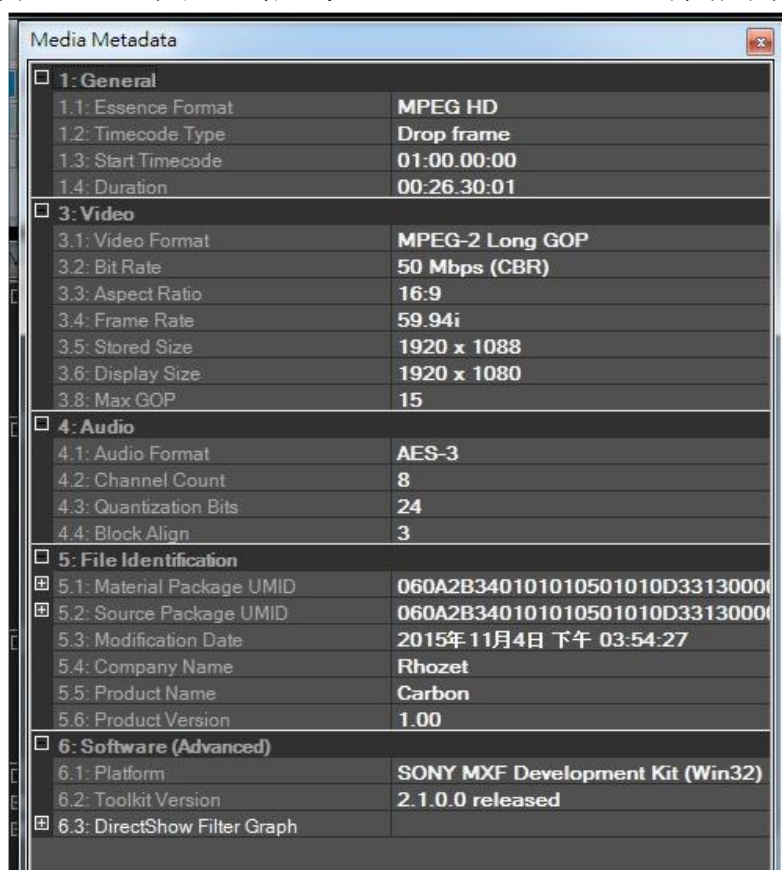 Media Metadata
1: General
1.1: Essence Format MPEG HD
1.2: Timecode Type Drop frame
1.3: Start Timecode 01:00.00:00
1.4: Duration 00:26.30:01
3: Video
3.1: Video Format MPEG-2 Long GOP
3.2: Bit Rate 50 Mbps (CBR)
3.3: Aspect Ratio 16:9
3.4: Frame Rate 59.94i
3.5: Stored Size 1920 x 1088
3.6: Display Size 1920 x 1080
3.8: Max GOP 15
4: Audio
4.1: Audio Format AES-3
4.2: Channel Count 8
4.3: Quantization Bits 24
4.4: Block Align 3
5: File Identification
5.1: Material Package UMID 060A2B340101010501010D33130000
5.2: Source Package UMID 060A2B340101010501010D33130000
5.3: Modification Date 2015年11月4日 下午 03:54:27
5.4: Company Name Rhozet
5.5: Product Name Carbon
5.6: Product Version 1.00
6: Software (Advanced)
6.1: Platform SONY MXF Development Kit (Win32)
6.2: Toolkit Version 2.1.0.0 released
6.3: DirectShow Filter Graph